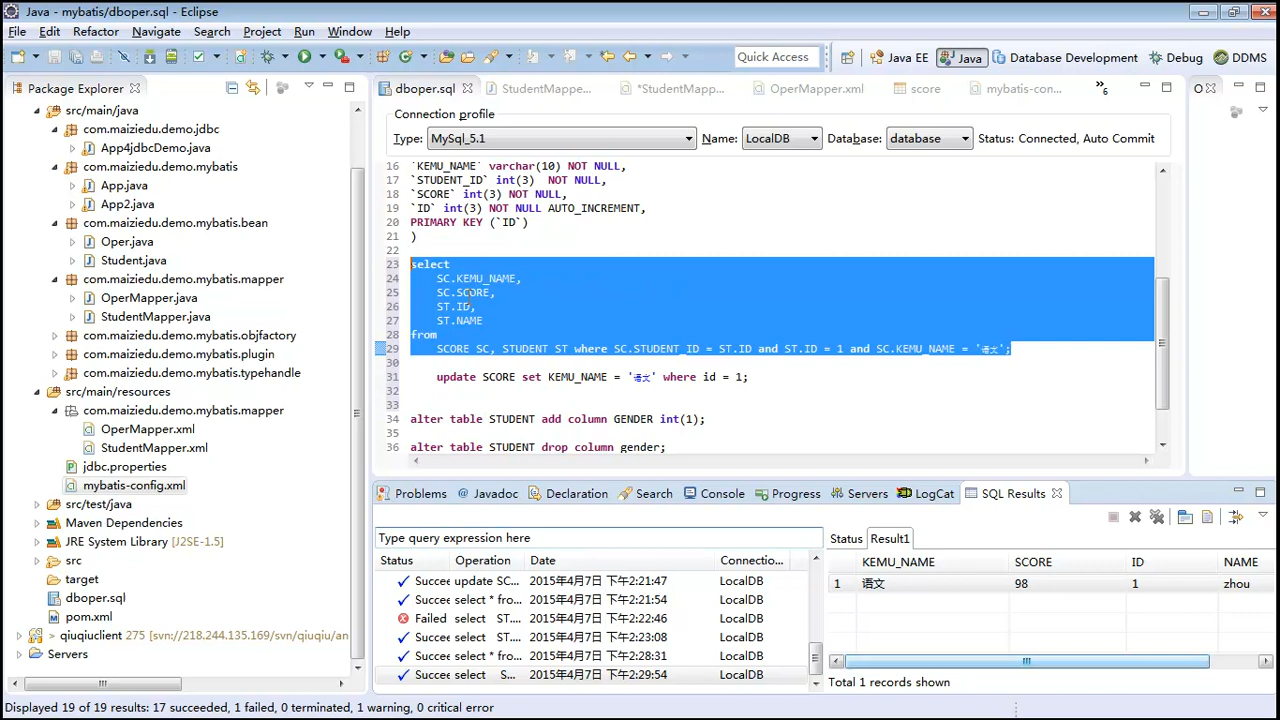 Java - mybatis/dboper.sql - Eclipse
File Edit Refactor Navigate Search Project Run Window Help
Quick Access Java EE Java Database Development Debug DDMS
Package Explorer
src/main/java
com.maiziedu.demo.jdbc
App4jdbcDemo.java
com.maiziedu.demo.mybatis
App.java
App2.java
com.maiziedu.demo.mybatis.bean
Oper.java
Student.java
com.maiziedu.demo.mybatis.mapper
OperMapper.java
StudentMapper.java
com.maiziedu.demo.mybatis.objfactory
com.maiziedu.demo.mybatis.plugin
com.maiziedu.demo.mybatis.typehandle
src/main/resources
com.maiziedu.demo.mybatis.mapper
OperMapper.xml
StudentMapper.xml
jdbc.properties
mybatis-config.xml
src/test/java
Maven Dependencies
JRE System Library [J2SE-1.5]
src
target
dboper.sql
pom.xml
> qiuqiuclient 275 [svn://218.244.135.169/svn/qiuqiu/an
Servers
dboper.sql StudentMappe... *StudentMapp... OperMapper.xml score mybatis-con... »6
O
Connection profile
Type: MySql_5.1 Name: LocalDB Database: database Status: Connected, Auto Commit
16 `KEMU_NAME` varchar(10) NOT NULL,
17 `STUDENT_ID` int(3) NOT NULL,
18 `SCORE` int(3) NOT NULL,
19 `ID` int(3) NOT NULL AUTO_INCREMENT,
20 PRIMARY KEY (`ID`)
21 )
22
23 select
24 SC.KEMU_NAME,
25 SC.SCORE,
26 ST.ID,
27 ST.NAME
28 from
29 SCORE SC, STUDENT ST where SC.STUDENT_ID = ST.ID and ST.ID = 1 and SC.KEMU_NAME = '语文';
30
31 update SCORE set KEMU_NAME = '语文' where id = 1;
32
33
34 alter table STUDENT add column GENDER int(1);
35
36 alter table STUDENT drop column gender;
Problems Javadoc Declaration Search Console Progress Servers LogCat SQL Results
Type query expression here
Status Operation Date Connectio...
Succe update SC... 2015年4月7日 下午2:21:47 LocalDB
Succe select * fro... 2015年4月7日 下午2:21:54 LocalDB
Failed select ST.... 2015年4月7日 下午2:22:46 LocalDB
Succe select ST.... 2015年4月7日 下午2:23:08 LocalDB
Succe select * fro... 2015年4月7日 下午2:28:31 LocalDB
Succe select S... 2015年4月7日 下午2:29:54 LocalDB
Status Result1
KEMU_NAME SCORE ID NAME
1 语文 98 1 zhou
Total 1 records shown
Displayed 19 of 19 results: 17 succeeded, 1 failed, 0 terminated, 1 warning, 0 critical error